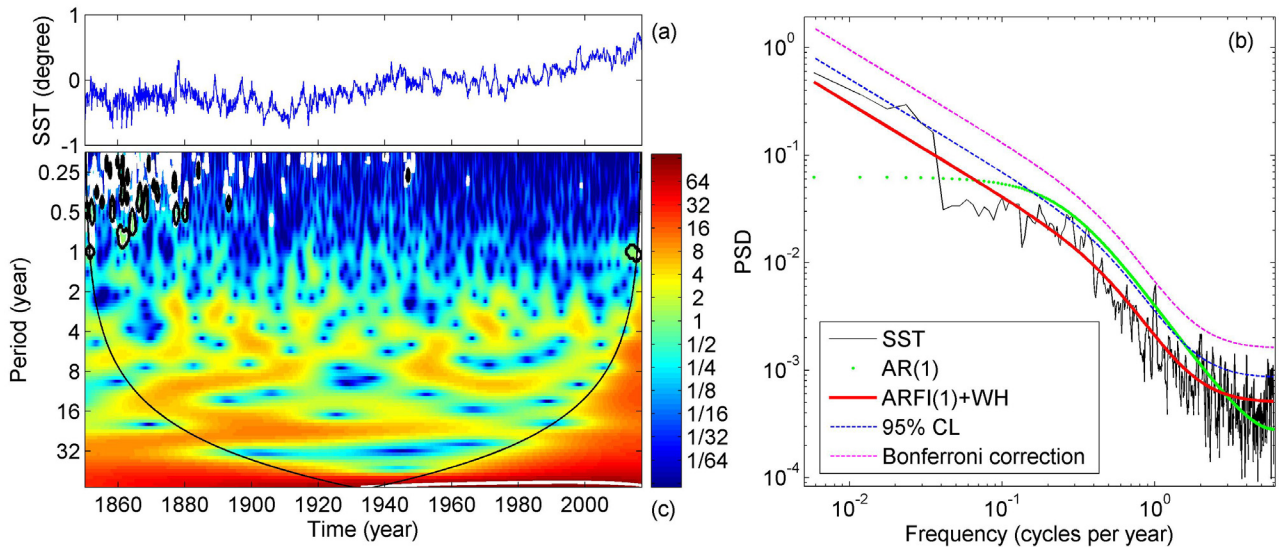 SST (degree)
1
0
-1
(a)
Period (year)
0.25
0.5
1
2
4
8
16
32
1860 1880 1900 1920 1940 1960 1980 2000
Time (year)
64
32
16
8
4
2
1
1/2
1/4
1/8
1/16
1/32
1/64
(c)
(b)
PSD
10^0
10^-1
10^-2
10^-3
10^-4
SST
AR(1)
ARFI(1)+WH
95% CL
Bonferroni correction
10^-2 10^-1 10^0
Frequency (cycles per year)